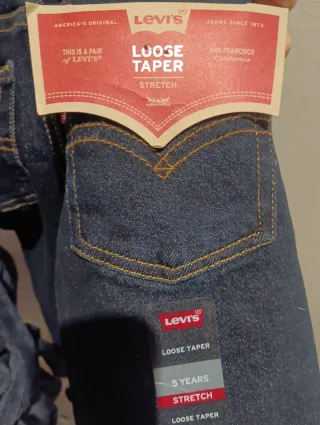 AMERICA'S ORIGINAL
Levi's®
JEANS SINCE 1873
THIS IS A PAIR
of LEVI'S®
LOOSE
TAPER
STRETCH
SAN FRANCISCO
California
Levi's®
LOOSE TAPER
5 YEARS
STRETCH
LOOSE TAPER